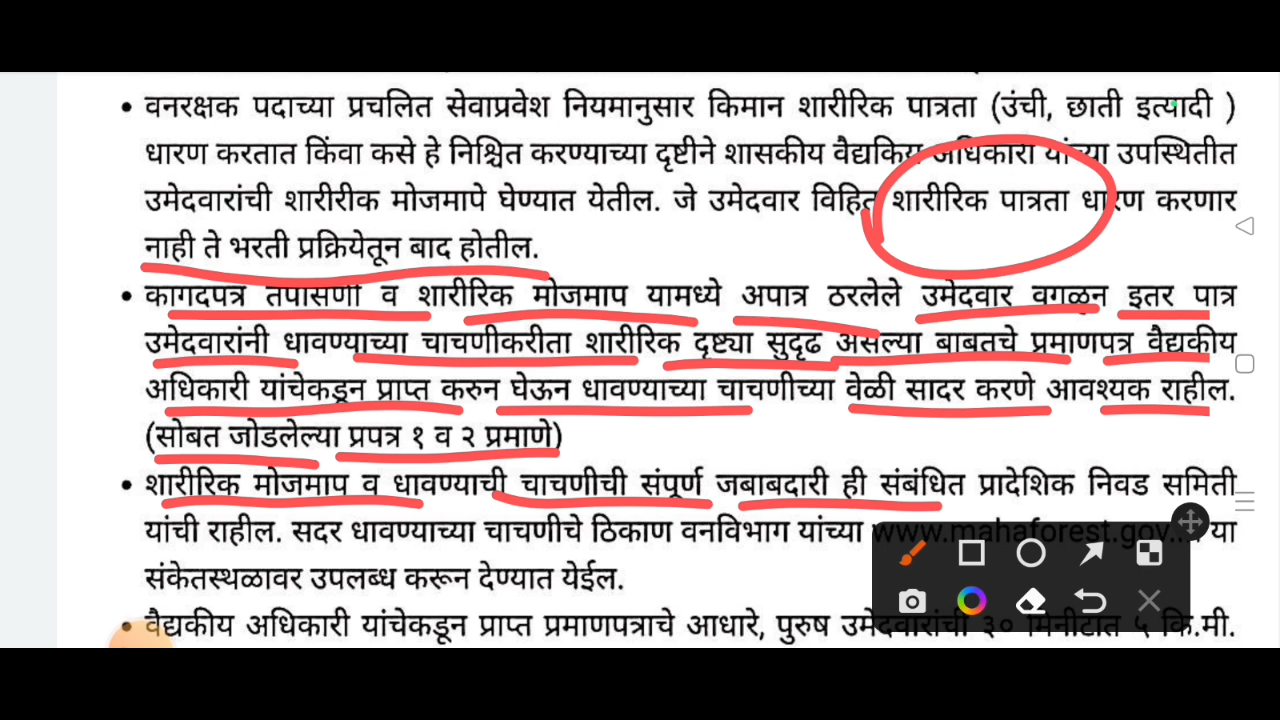 • वनरक्षक पदाच्या प्रचलित सेवाप्रवेश नियमानुसार किमान शारीरिक पात्रता (उंची, छाती इत्यादी )
धारण करतात किंवा कसे हे निश्चित करण्याच्या दृष्टीने शासकीय वैद्यकिय अधिकारी यांच्या उपस्थितीत
उमेदवारांची शारीरीक मोजमापे घेण्यात येतील. जे उमेदवार विहित शारीरिक पात्रता धारण करणार
नाही ते भरती प्रक्रियेतून बाद होतील.
• कागदपत्र तपासणी व शारीरिक मोजमाप यामध्ये अपात्र ठरलेले उमेदवार वगळून इतर पात्र
उमेदवारांनी धावण्याच्या चाचणीकरीता शारीरिक दृष्ट्या सुदृढ असल्या बाबतचे प्रमाणपत्र वैद्यकीय
अधिकारी यांचेकडून प्राप्त करुन घेऊन धावण्याच्या चाचणीच्या वेळी सादर करणे आवश्यक राहील.
(सोबत जोडलेल्या प्रपत्र १ व २ प्रमाणे)
• शारीरिक मोजमाप व धावण्याची चाचणीची संपूर्ण जबाबदारी ही संबंधित प्रादेशिक निवड समिती
यांची राहील. सदर धावण्याच्या चाचणीचे ठिकाण वनविभाग यांच्या www.mahaforest.gov... या
संकेतस्थळावर उपलब्ध करून देण्यात येईल.
• वैद्यकीय अधिकारी यांचेकडून प्राप्त प्रमाणपत्राचे आधारे, पुरुष उमेदवारांची ३० मिनीटात ५ कि.मी.